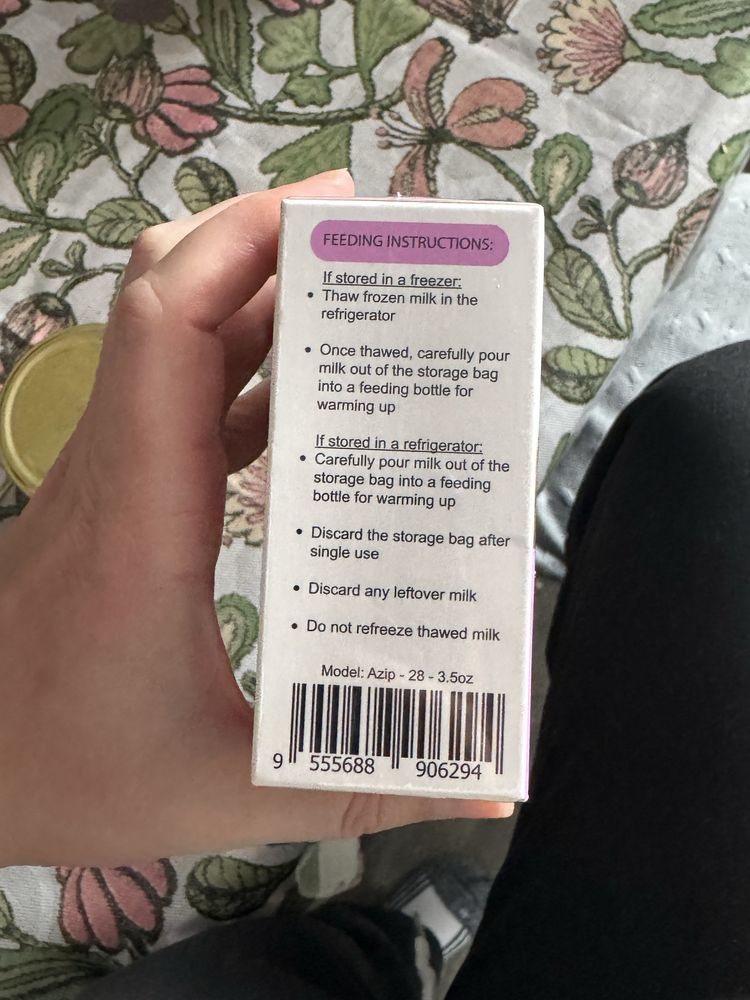 FEEDING INSTRUCTIONS:
If stored in a freezer:
• Thaw frozen milk in the
refrigerator
• Once thawed, carefully pour
milk out of the storage bag
into a feeding bottle for
warming up
If stored in a refrigerator:
• Carefully pour milk out of the
storage bag into a feeding
bottle for warming up
• Discard the storage bag after
single use
• Discard any leftover milk
• Do not refreeze thawed milk
Model: Azip - 28 - 3.5oz
9 555688 906294